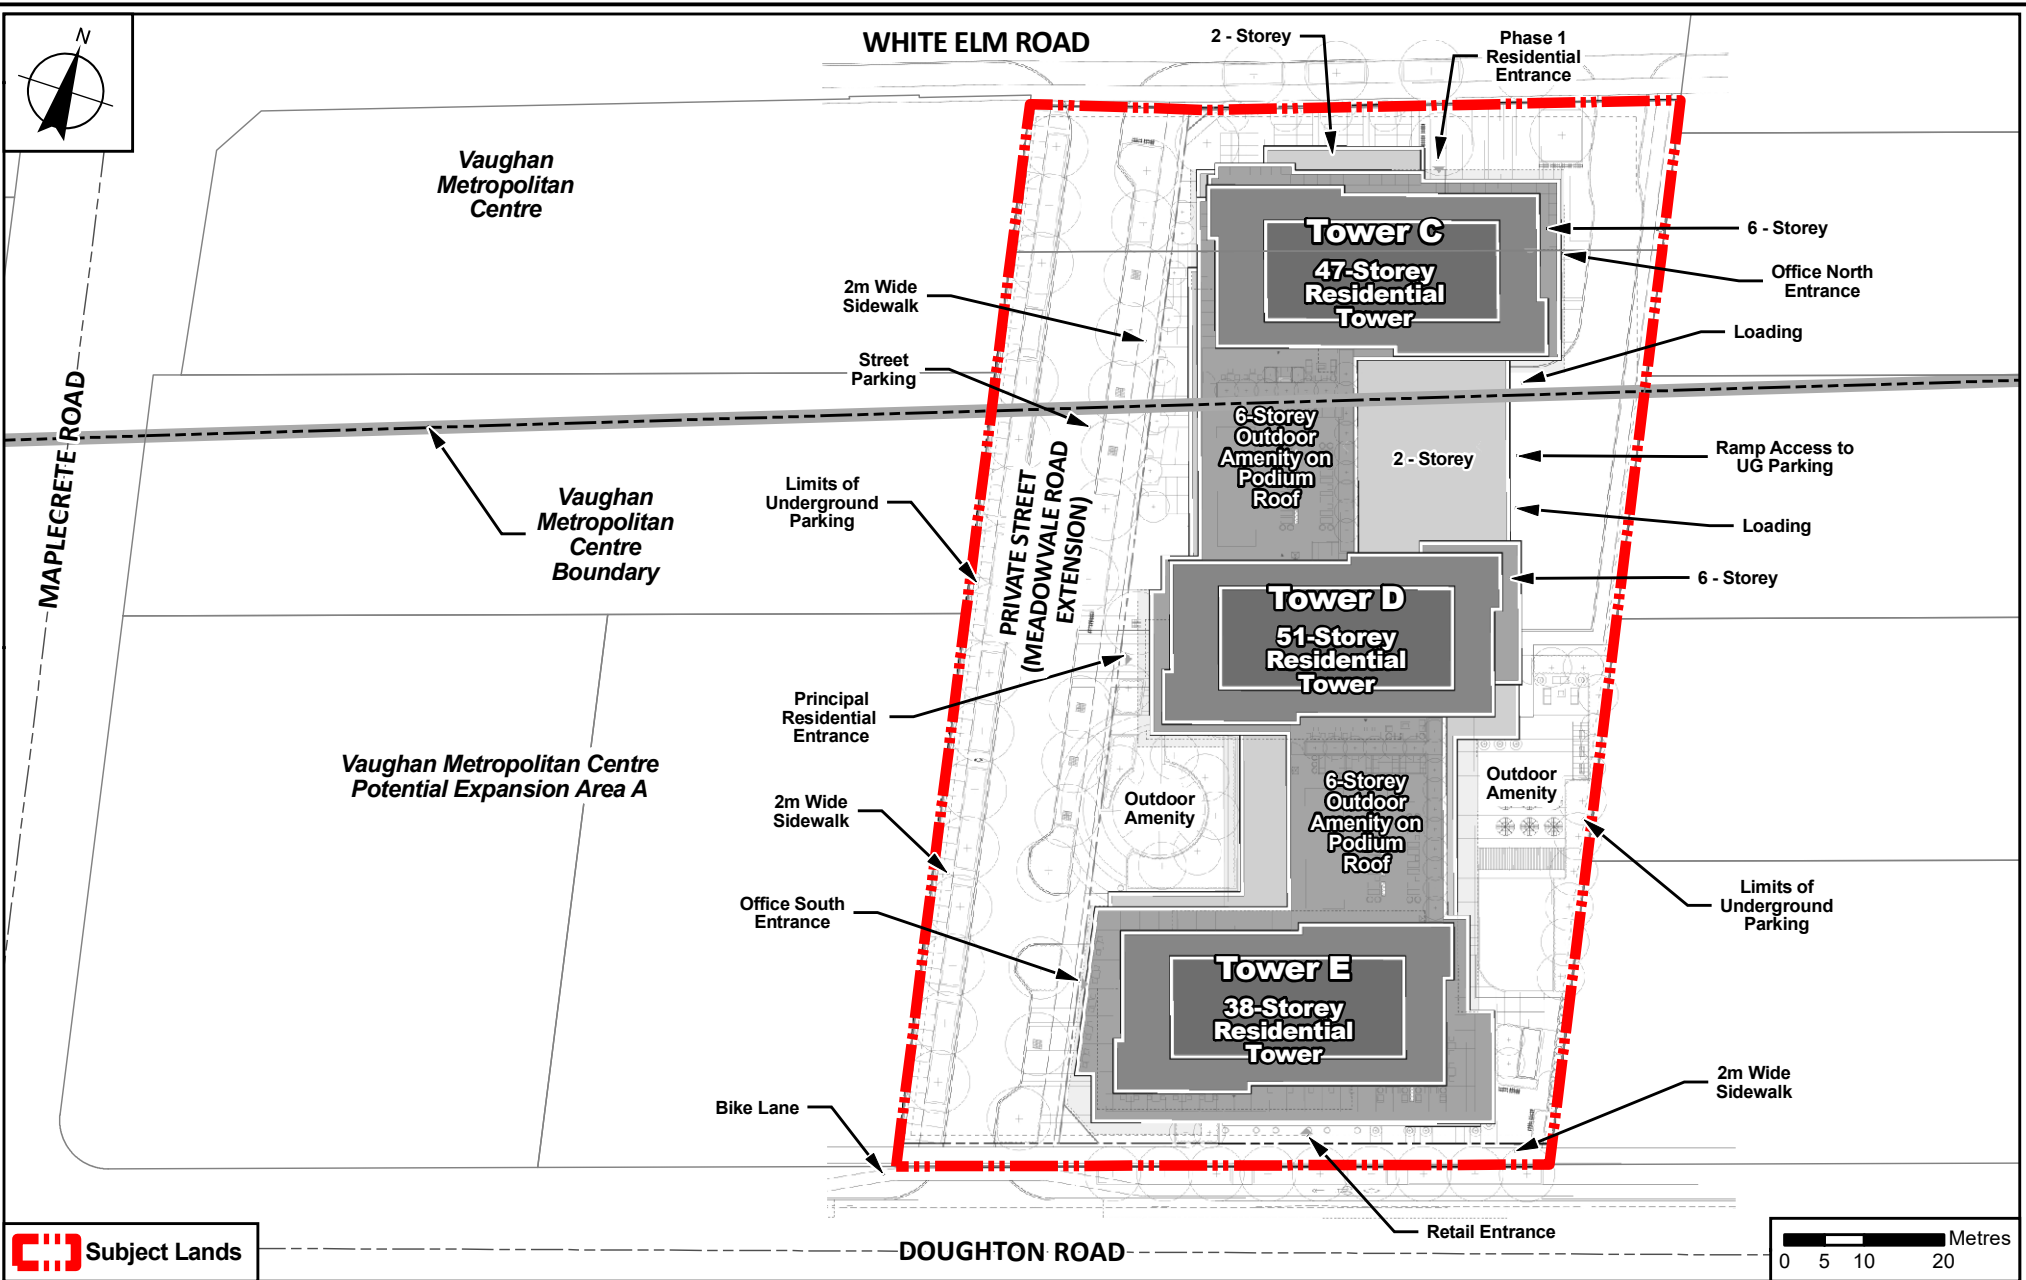 N
WHITE ELM ROAD
2 - Storey
Phase 1
Residential
Entrance
Vaughan
Metropolitan
Centre
Tower C
47-Storey
Residential
Tower
6 - Storey
Office North
Entrance
2m Wide
Sidewalk
Loading
Street
Parking
MAPLECRETE ROAD
6-Storey
Outdoor
Amenity on
Podium
Roof
2 - Storey
Ramp Access to
UG Parking
Limits of
Underground
Parking
PRIVATE STREET
(MEADOWVALE ROAD
EXTENSION)
Vaughan
Metropolitan
Centre
Boundary
Loading
6 - Storey
Tower D
51-Storey
Residential
Tower
Principal
Residential
Entrance
Vaughan Metropolitan Centre
Potential Expansion Area A
2m Wide
Sidewalk
Outdoor
Amenity
6-Storey
Outdoor
Amenity on
Podium
Roof
Outdoor
Amenity
Limits of
Underground
Parking
Office South
Entrance
Tower E
38-Storey
Residential
Tower
2m Wide
Sidewalk
Bike Lane
Retail Entrance
Subject Lands
DOUGHTON ROAD
Metres
0 5 10 20